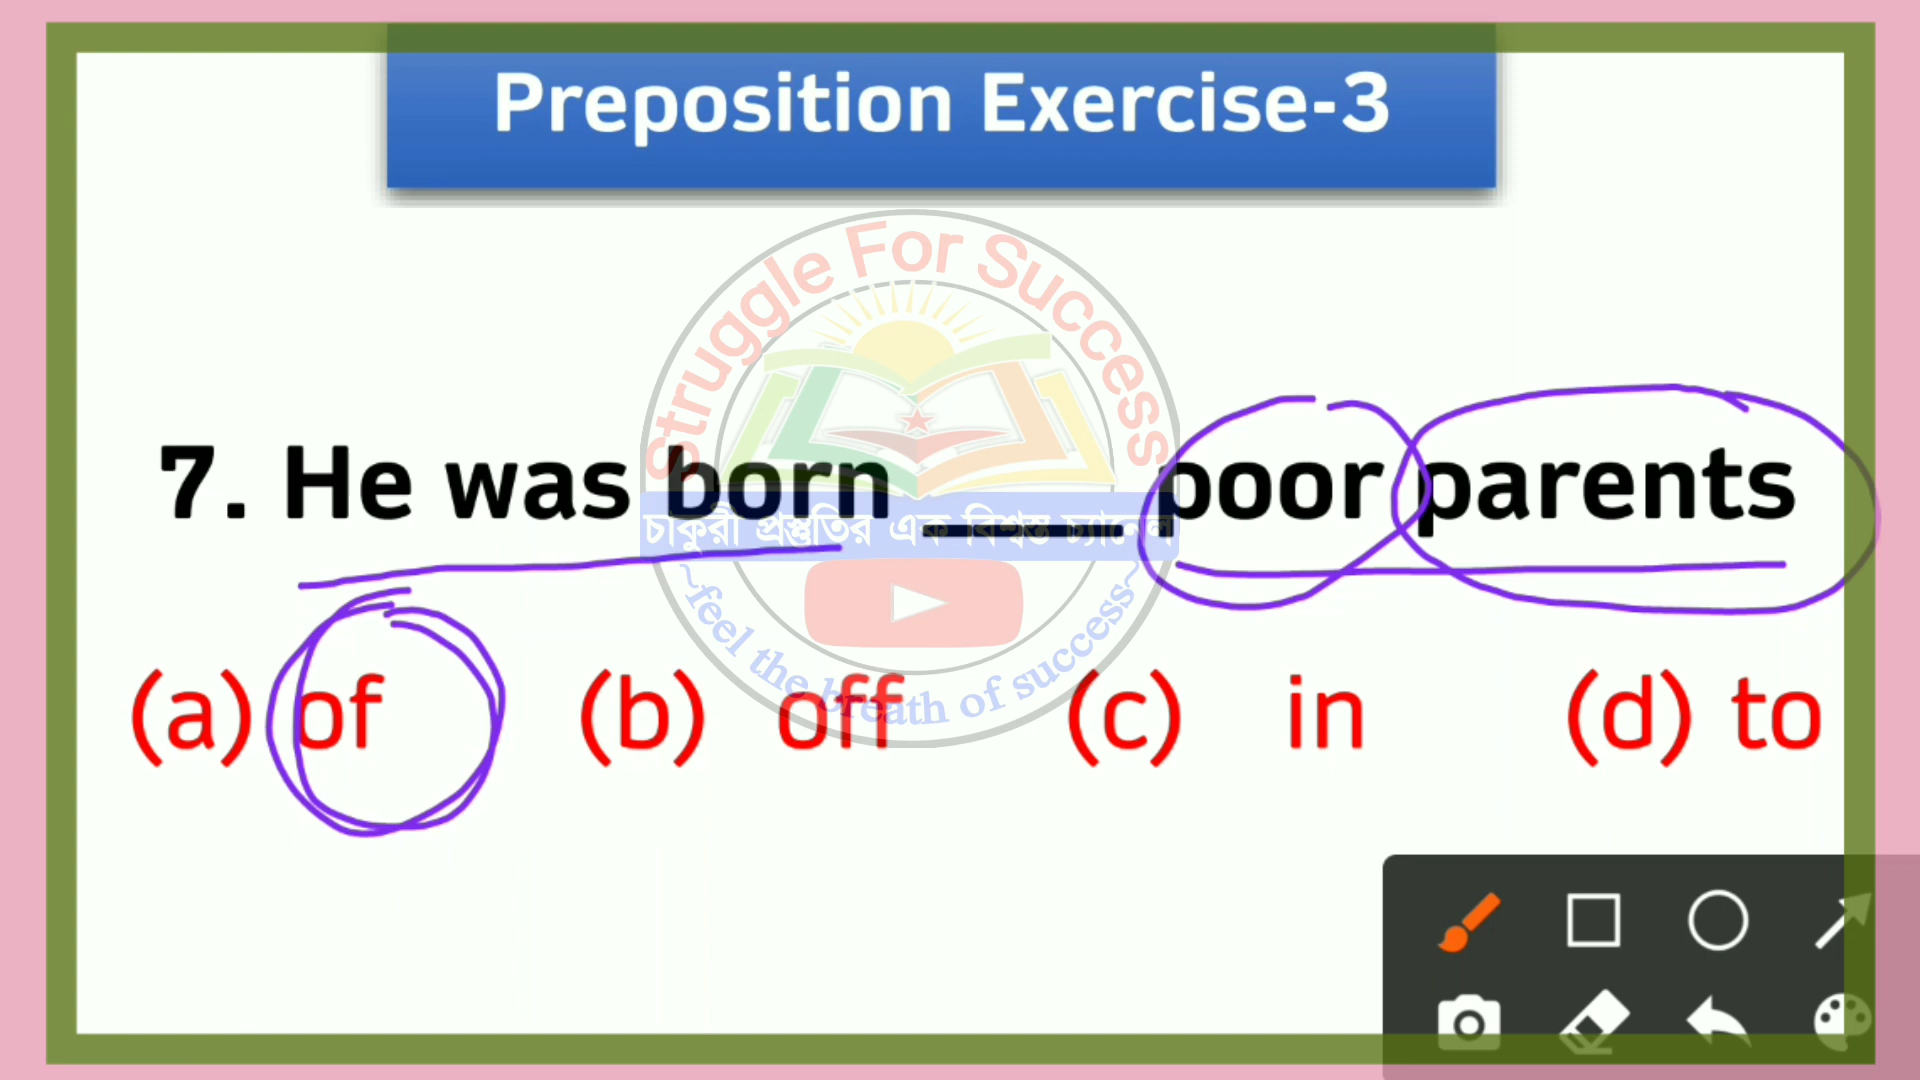 Preposition Exercise-3
Struggle For Success
7. He was born ____ poor parents
চাকুরী প্রস্তুতির এক বিশ্বস্ত চ্যানেল
~feel the breath of success~
(a) of (b) off (c) in (d) to